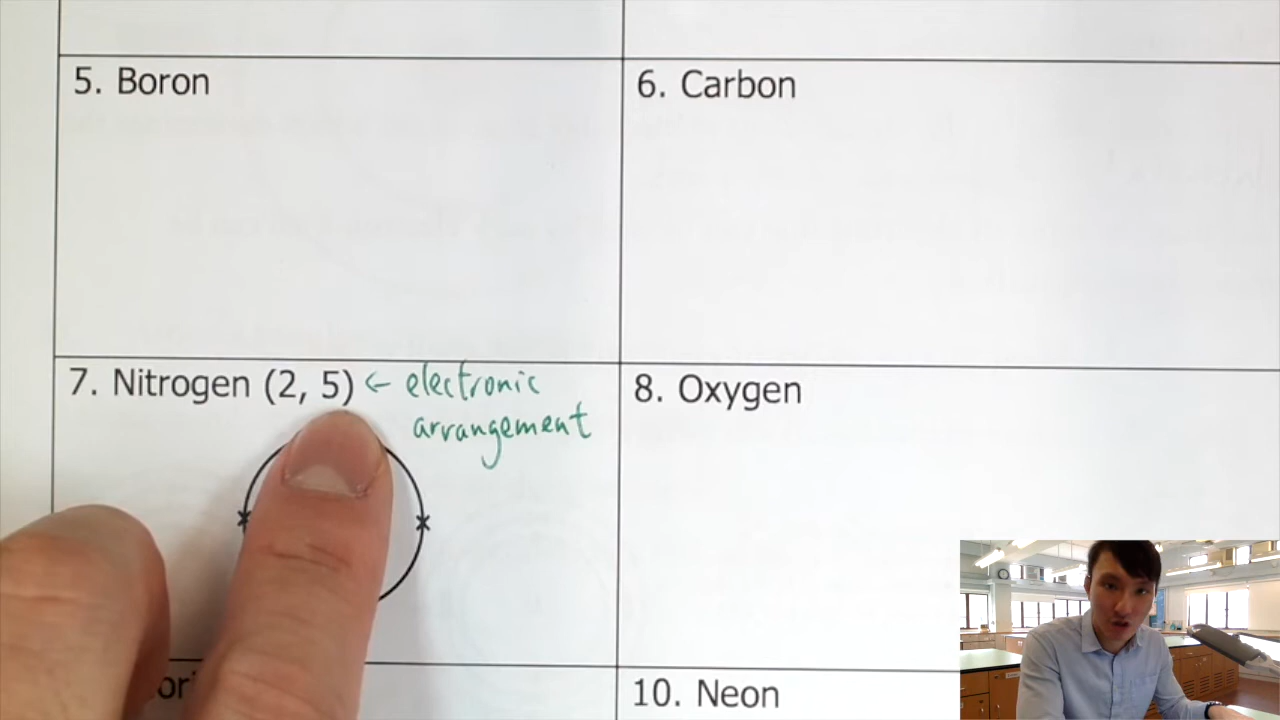 5. Boron
6. Carbon
7. Nitrogen (2, 5) ← electronic
arrangement
8. Oxygen
10. Neon